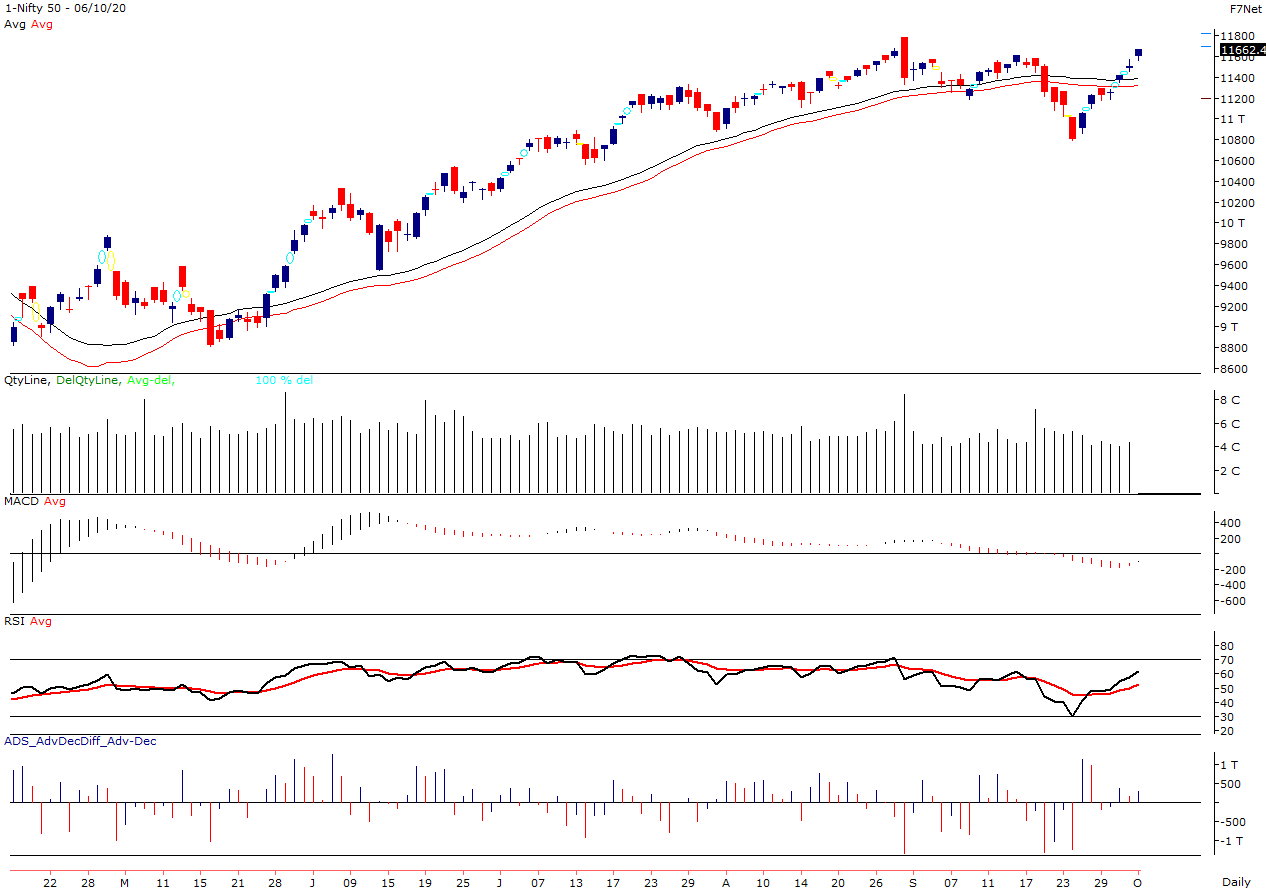 1-Nifty 50 - 06/10/20
F7Net
Avg Avg
11800
11662.4
11600
11400
11200
11 T
10800
10600
10400
10200
10 T
9800
9600
9400
9200
9 T
8800
8600
QtyLine, DelQtyLine, Avg-del, 100 % del
8 C
6 C
4 C
2 C
MACD Avg
400
200
-200
-400
-600
RSI Avg
80
70
60
50
40
30
20
ADS_AdvDecDiff_Adv-Dec
1 T
500
-500
-1 T
22 28 M 11 15 21 28 J 09 15 19 25 J 07 13 17 23 29 A 10 14 20 26 S 07 11 17 23 29 O Daily